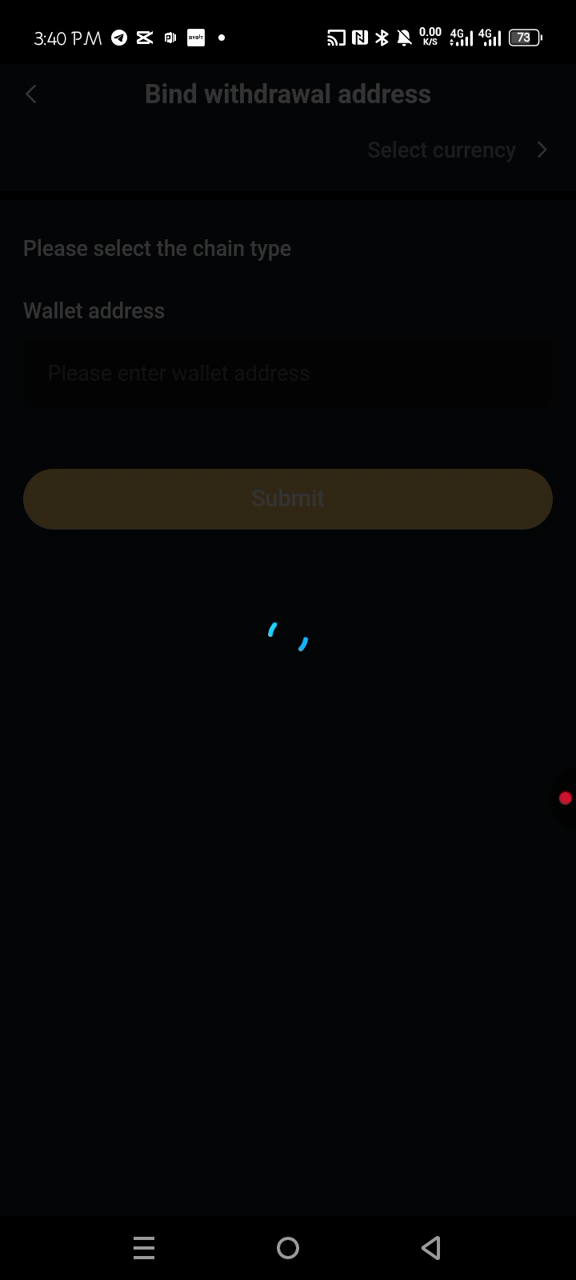 3:40 PM 0.00 K/S 4G 4G 73
Bind withdrawal address
Select currency
Please select the chain type
Wallet address
Please enter wallet address
Submit